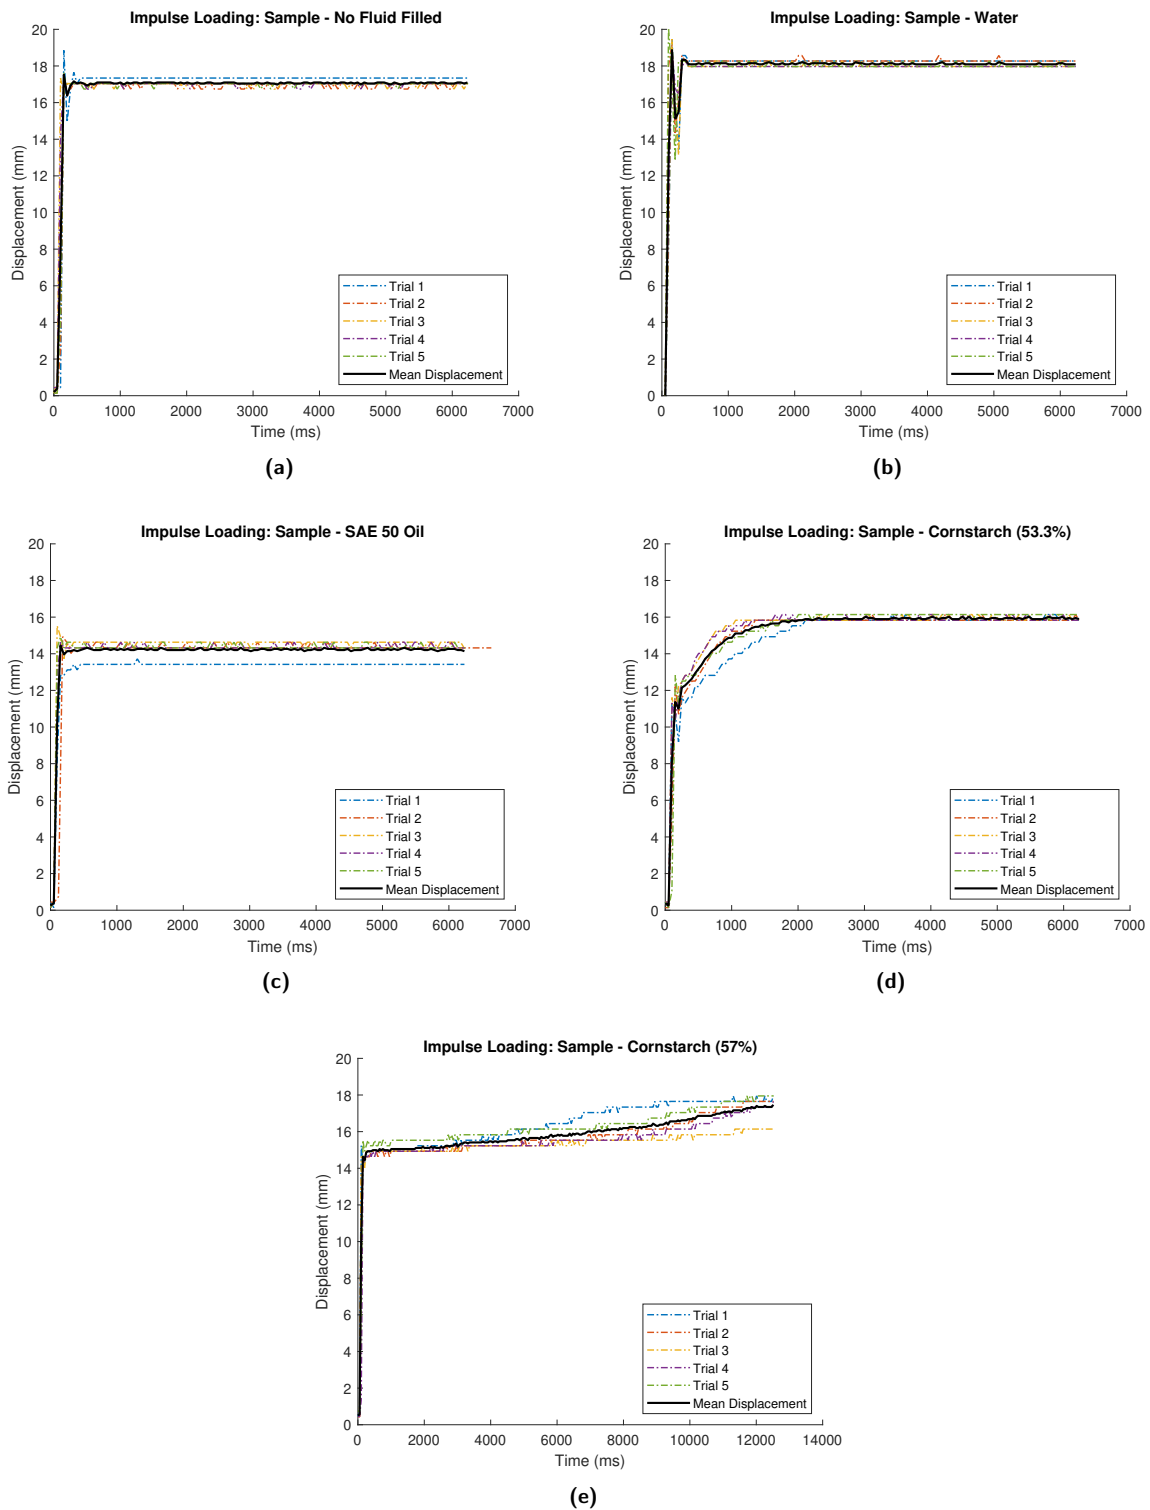 Impulse Loading: Sample - No Fluid Filled
20
18
16
14
12
10
8
6
4
2
0
Displacement (mm)
Trial 1
Trial 2
Trial 3
Trial 4
Trial 5
Mean Displacement
0 1000 2000 3000 4000 5000 6000 7000
Time (ms)
(a)
Impulse Loading: Sample - Water
20
18
16
14
12
10
8
6
4
2
0
Displacement (mm)
Trial 1
Trial 2
Trial 3
Trial 4
Trial 5
Mean Displacement
0 1000 2000 3000 4000 5000 6000 7000
Time (ms)
(b)
Impulse Loading: Sample - SAE 50 Oil
20
18
16
14
12
10
8
6
4
2
0
Displacement (mm)
Trial 1
Trial 2
Trial 3
Trial 4
Trial 5
Mean Displacement
0 1000 2000 3000 4000 5000 6000 7000
Time (ms)
(c)
Impulse Loading: Sample - Cornstarch (53.3%)
20
18
16
14
12
10
8
6
4
2
0
Displacement (mm)
Trial 1
Trial 2
Trial 3
Trial 4
Trial 5
Mean Displacement
0 1000 2000 3000 4000 5000 6000 7000
Time (ms)
(d)
Impulse Loading: Sample - Cornstarch (57%)
20
18
16
14
12
10
8
6
4
2
0
Displacement (mm)
Trial 1
Trial 2
Trial 3
Trial 4
Trial 5
Mean Displacement
0 2000 4000 6000 8000 10000 12000 14000
Time (ms)
(e)